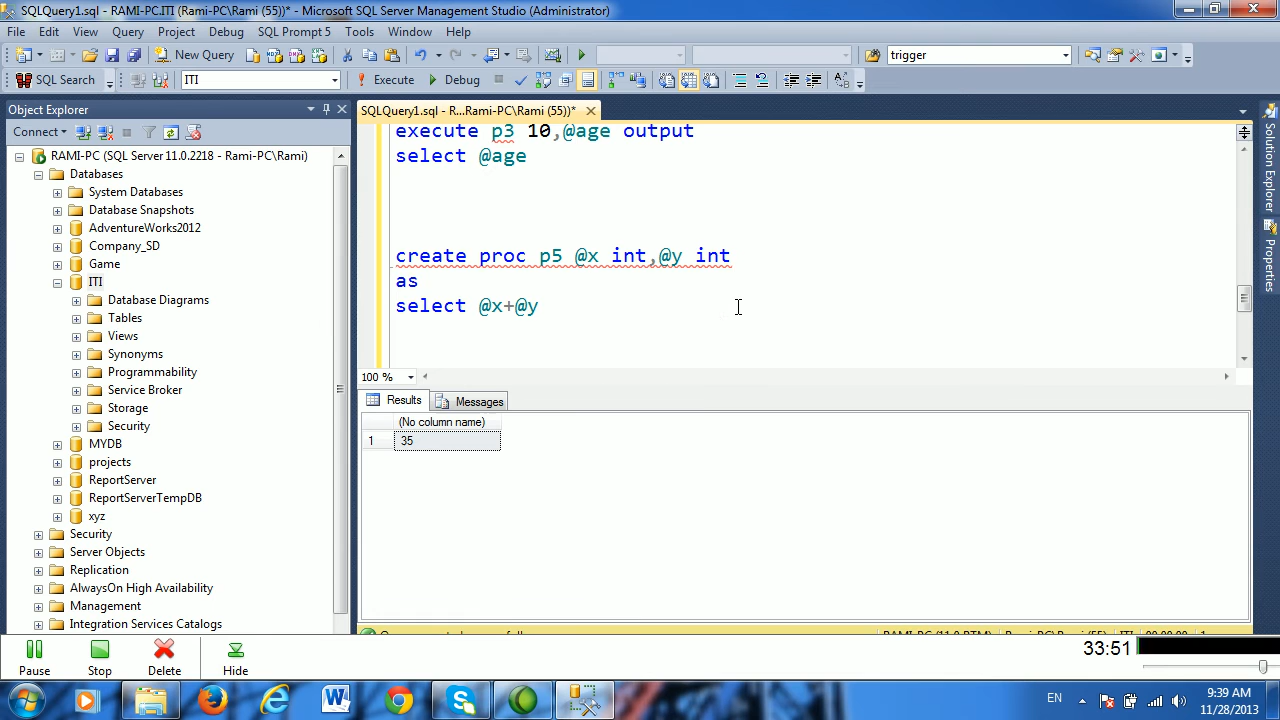 SQLQuery1.sql - RAMI-PC.ITI (Rami-PC\Rami (55))* - Microsoft SQL Server Management Studio (Administrator)
File Edit View Query Project Debug SQL Prompt 5 Tools Window Help
New Query trigger
SQL Search ITI Execute Debug
Object Explorer
SQLQuery1.sql - R...Rami-PC\Rami (55))*
Connect
RAMI-PC (SQL Server 11.0.2218 - Rami-PC\Rami)
Databases
System Databases
Database Snapshots
AdventureWorks2012
Company_SD
Game
ITI
Database Diagrams
Tables
Views
Synonyms
Programmability
Service Broker
Storage
Security
MYDB
projects
ReportServer
ReportServerTempDB
xyz
Security
Server Objects
Replication
AlwaysOn High Availability
Management
Integration Services Catalogs
execute p3 10,@age output
select @age
create proc p5 @x int,@y int
as
select @x+@y
100 %
Results Messages
(No column name)
1 35
Solution Explorer
Properties
Pause Stop Delete Hide
33:51
EN
9:39 AM
11/28/2013